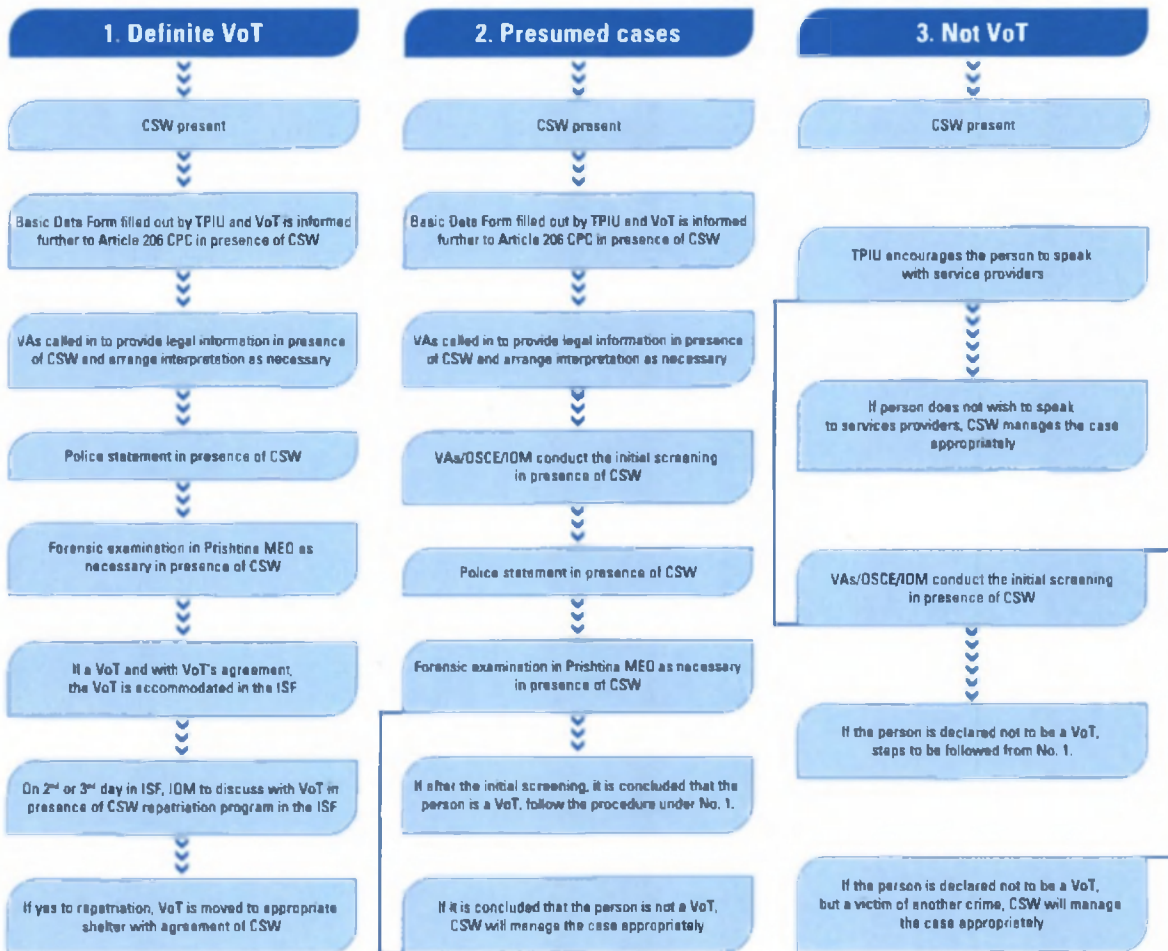 1. Definite VoT
CSW present
Basic Data Form filled out by TPIU and VoT is informed
further to Article 206 CPC in presence of CSW
VAs called in to provide legal information in presence
of CSW and arrange interpretation as necessary
Police statement in presence of CSW
Forensic examination in Prishtina MEO as
necessary in presence of CSW
If a VoT and with VoT's agreement,
the VoT is accommodated in the ISF
On 2nd or 3rd day in ISF, IOM to discuss with VoT in
presence of CSW repatriation program in the ISF
If yes to repatriation, VoT is moved to appropriate
shelter with agreement of CSW
2. Presumed cases
CSW present
Basic Data Form filled out by TPIU and VoT is informed
further to Article 206 CPC in presence of CSW
VAs called in to provide legal information in presence
of CSW and arrange interpretation as necessary
VAs/OSCE/IOM conduct the initial screening
in presence of CSW
Police statement in presence of CSW
Forensic examination in Prishtina MEO as necessary
in presence of CSW
If after the initial screening, it is concluded that the
person is a VoT, follow the procedure under No. 1.
If it is concluded that the person is not a VoT,
CSW will manage the case appropriately
3. Not VoT
CSW present
TPIU encourages the person to speak
with service providers
If person does not wish to speak
to services providers, CSW manages the case
appropriately
VAs/OSCE/IOM conduct the initial screening
in presence of CSW
If the person is declared not to be a VoT,
steps to be followed from No. 1.
If the person is declared not to be a VoT,
but a victim of another crime, CSW will manage
the case appropriately